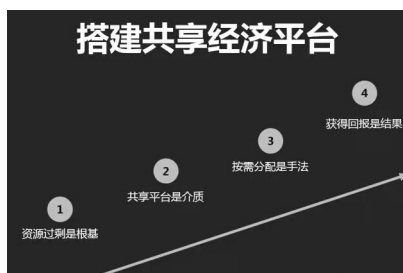 搭建共享经济平台
1
资源过剩是根基
2
共享平台是介质
3
按需分配是手法
4
获得回报是结果